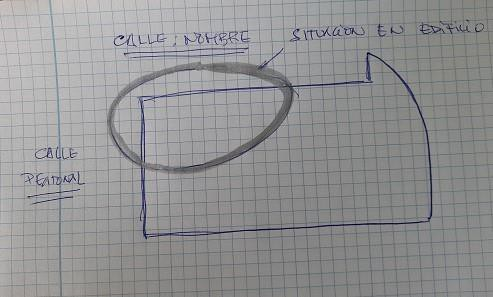 CALLE: NOMBRE
SITUACION EN EDIFICIO
CALLE
PEATONAL